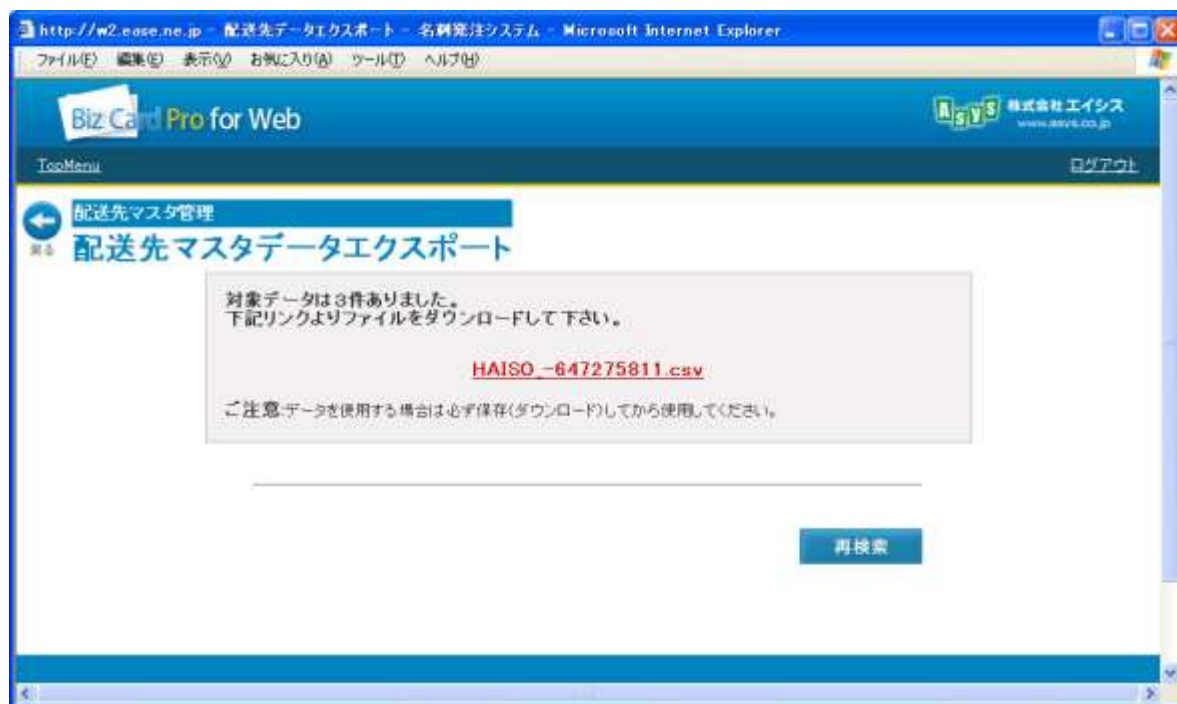 http://w2.ease.ne.jp - 配送先データエクスポート - 名刺発注システム - Microsoft Internet Explorer
ファイル(F) 編集(E) 表示(V) お気に入り(A) ツール(T) ヘルプ(H)
Biz Card Pro for Web
Asys 株式会社エイシス
www.asys.co.jp
TopMenu
ログアウト
配送先マスタ管理
戻る
配送先マスタデータエクスポート
対象データは3件ありました。
下記リンクよりファイルをダウンロードして下さい。
HAISO_-647275811.csv
ご注意:データを使用する場合は必ず保存(ダウンロード)してから使用してください。
再検索